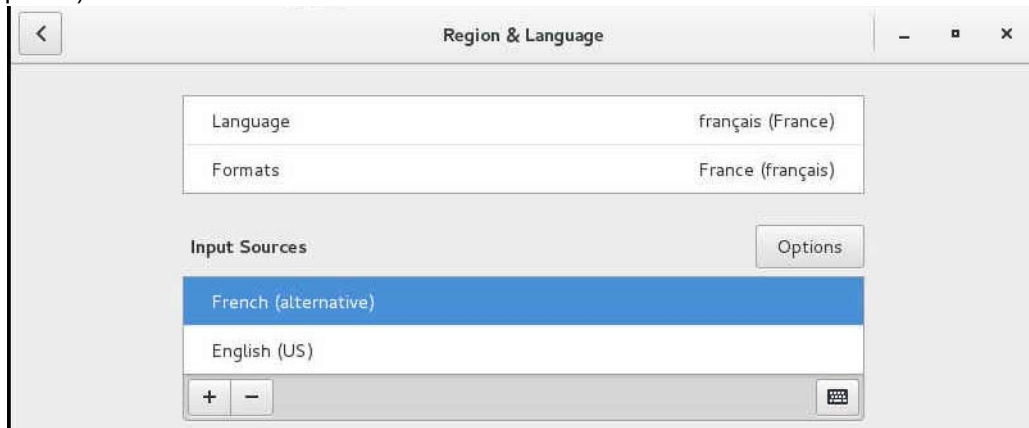 Region & Language
Language français (France)
Formats France (français)
Input Sources Options
French (alternative)
English (US)